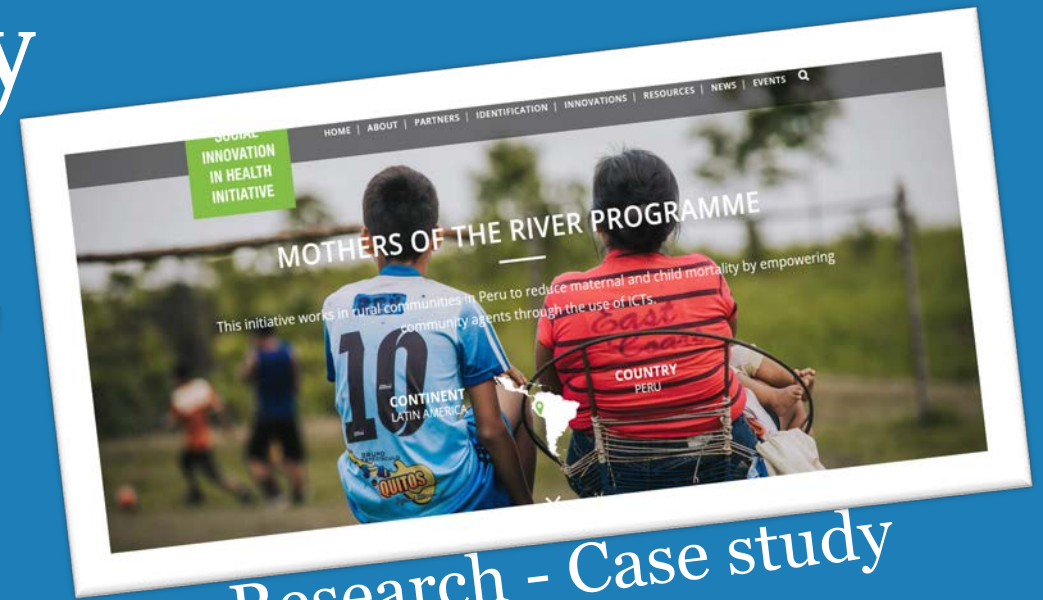 y
SOCIAL
INNOVATION
IN HEALTH
INITIATIVE
HOME | ABOUT | PARTNERS | IDENTIFICATION | INNOVATIONS | RESOURCES | NEWS | EVENTS
MOTHERS OF THE RIVER PROGRAMME
This initiative works in rural communities in Peru to reduce maternal and child mortality by empowering
community agents through the use of ICTs.
10
East
Coast
CONTINENT
LATIN AMERICA
COUNTRY
PERU
GRUPO
QUITOS
Research - Case study